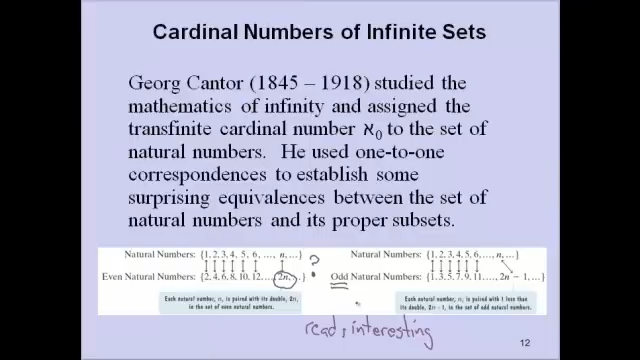 Cardinal Numbers of Infinite Sets
Georg Cantor (1845 – 1918) studied the
mathematics of infinity and assigned the
transfinite cardinal number ℵ₀ to the set of
natural numbers. He used one-to-one
correspondences to establish some
surprising equivalences between the set of
natural numbers and its proper subsets.
Natural Numbers: {1, 2, 3, 4, 5, 6, …, n, …}
Even Natural Numbers: {2, 4, 6, 8, 10, 12…, 2n, …}
Each natural number, n, is paired with its double, 2n,
in the set of even natural numbers.
?
Natural Numbers: {1, 2, 3, 4, 5, 6, …, n, …}
Odd Natural Numbers: {1, 3, 5, 7, 9, 11, …, 2n − 1, …}
Each natural number, n, is paired with 1 less than
its double, 2n − 1, in the set of odd natural numbers.
read, interesting
12